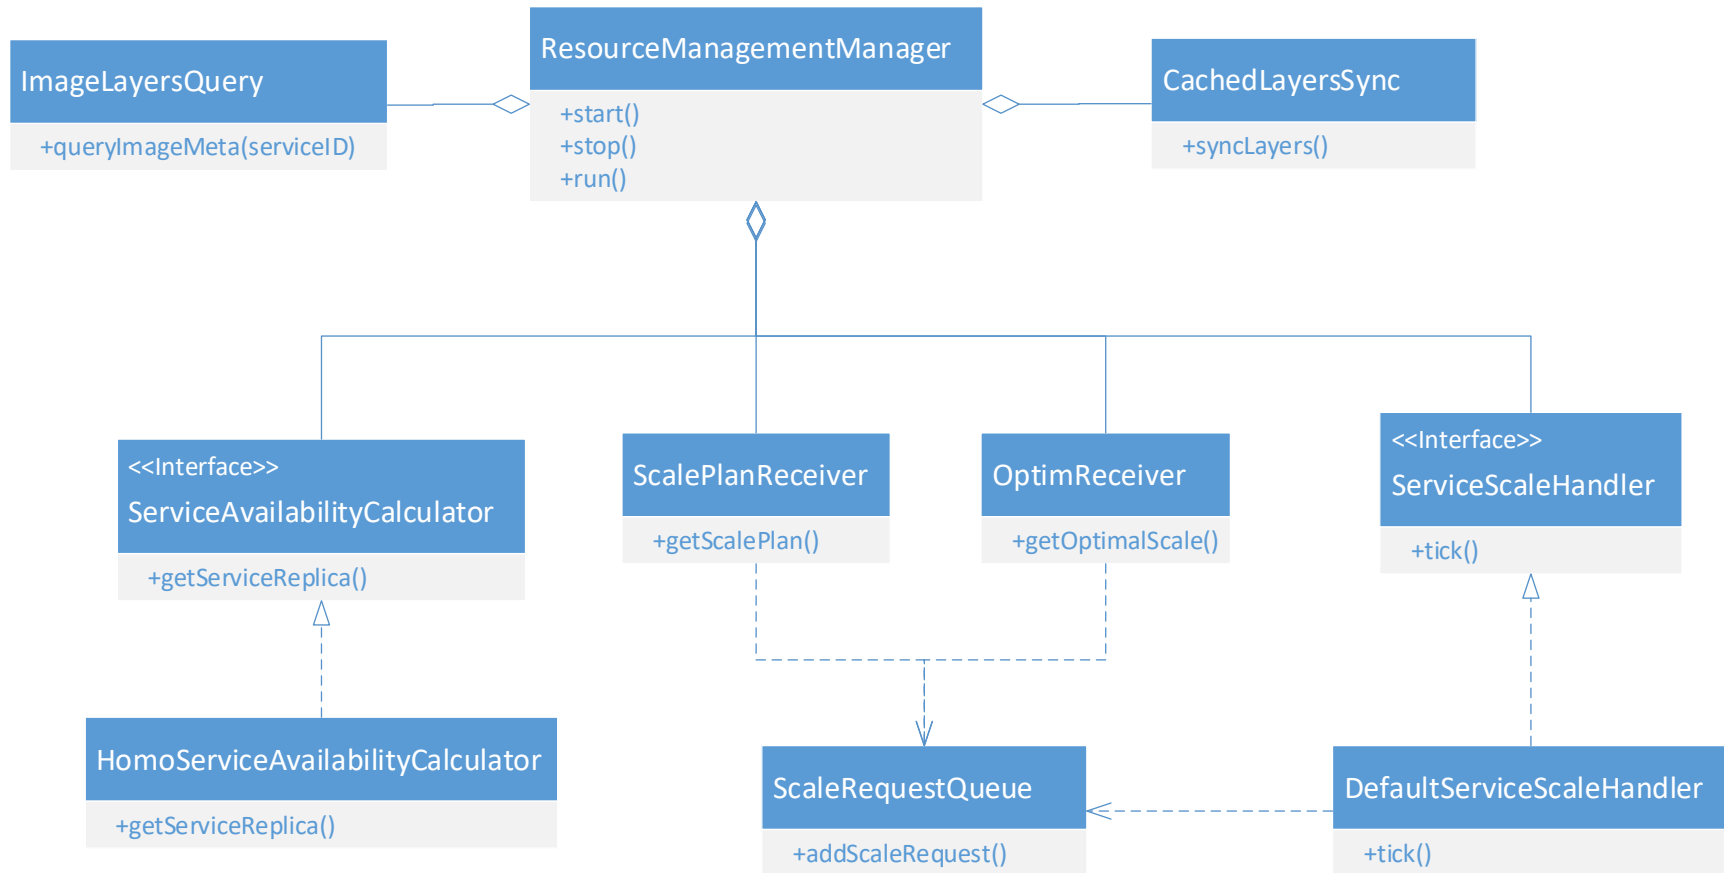 ImageLayersQuery
+queryImageMeta(serviceID)
ResourceManagementManager
+start()
+stop()
+run()
CachedLayersSync
+syncLayers()
<<Interface>>
ServiceAvailabilityCalculator
+getServiceReplica()
ScalePlanReceiver
+getScalePlan()
OptimReceiver
+getOptimalScale()
<<Interface>>
ServiceScaleHandler
+tick()
HomoServiceAvailabilityCalculator
+getServiceReplica()
ScaleRequestQueue
+addScaleRequest()
DefaultServiceScaleHandler
+tick()